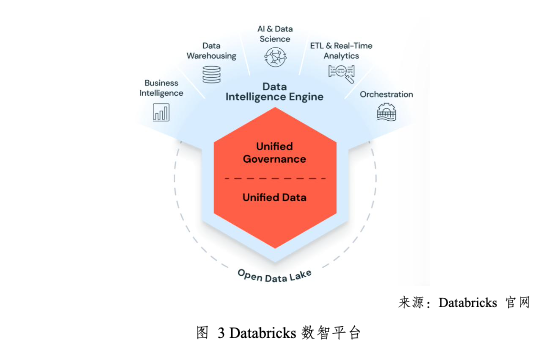 AI & Data
Science
Data
Warehousing
ETL & Real-Time
Analytics
Business
Intelligence
Data
Intelligence Engine
Orchestration
Unified
Governance
Unified Data
Open Data Lake
来源：Databricks 官网
图 3 Databricks 数智平台